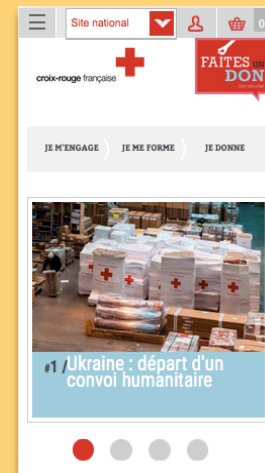 Site national
0
croix-rouge française
FAITES UN
DON
JE M'ENGAGE
JE ME FORME
JE DONNE
#1 / Ukraine : départ d'un
convoi humanitaire